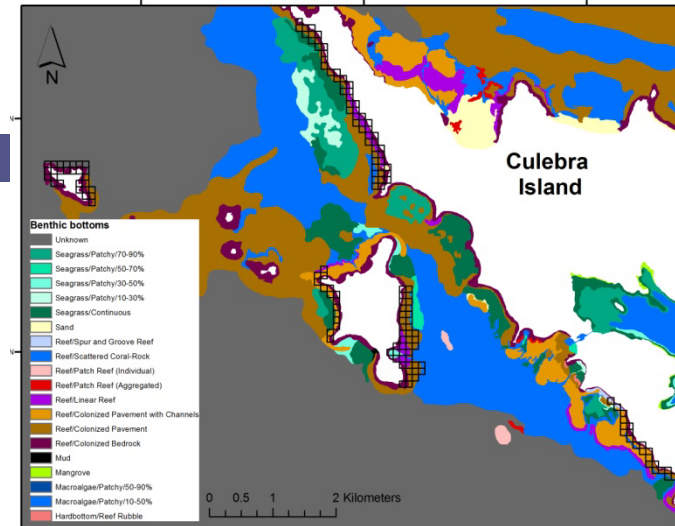 N
Culebra
Island
Benthic bottoms
Unknown
Seagrass/Patchy/70-90%
Seagrass/Patchy/50-70%
Seagrass/Patchy/30-50%
Seagrass/Patchy/10-30%
Seagrass/Continuous
Sand
Reef/Spur and Groove Reef
Reef/Scattered Coral-Rock
Reef/Patch Reef (Individual)
Reef/Patch Reef (Aggregated)
Reef/Linear Reef
Reef/Colonized Pavement with Channels
Reef/Colonized Pavement
Reef/Colonized Bedrock
Mud
Mangrove
Macroalgae/Patchy/50-90%
Macroalgae/Patchy/10-50%
Hardbottom/Reef Rubble
0 0.5 1 2 Kilometers